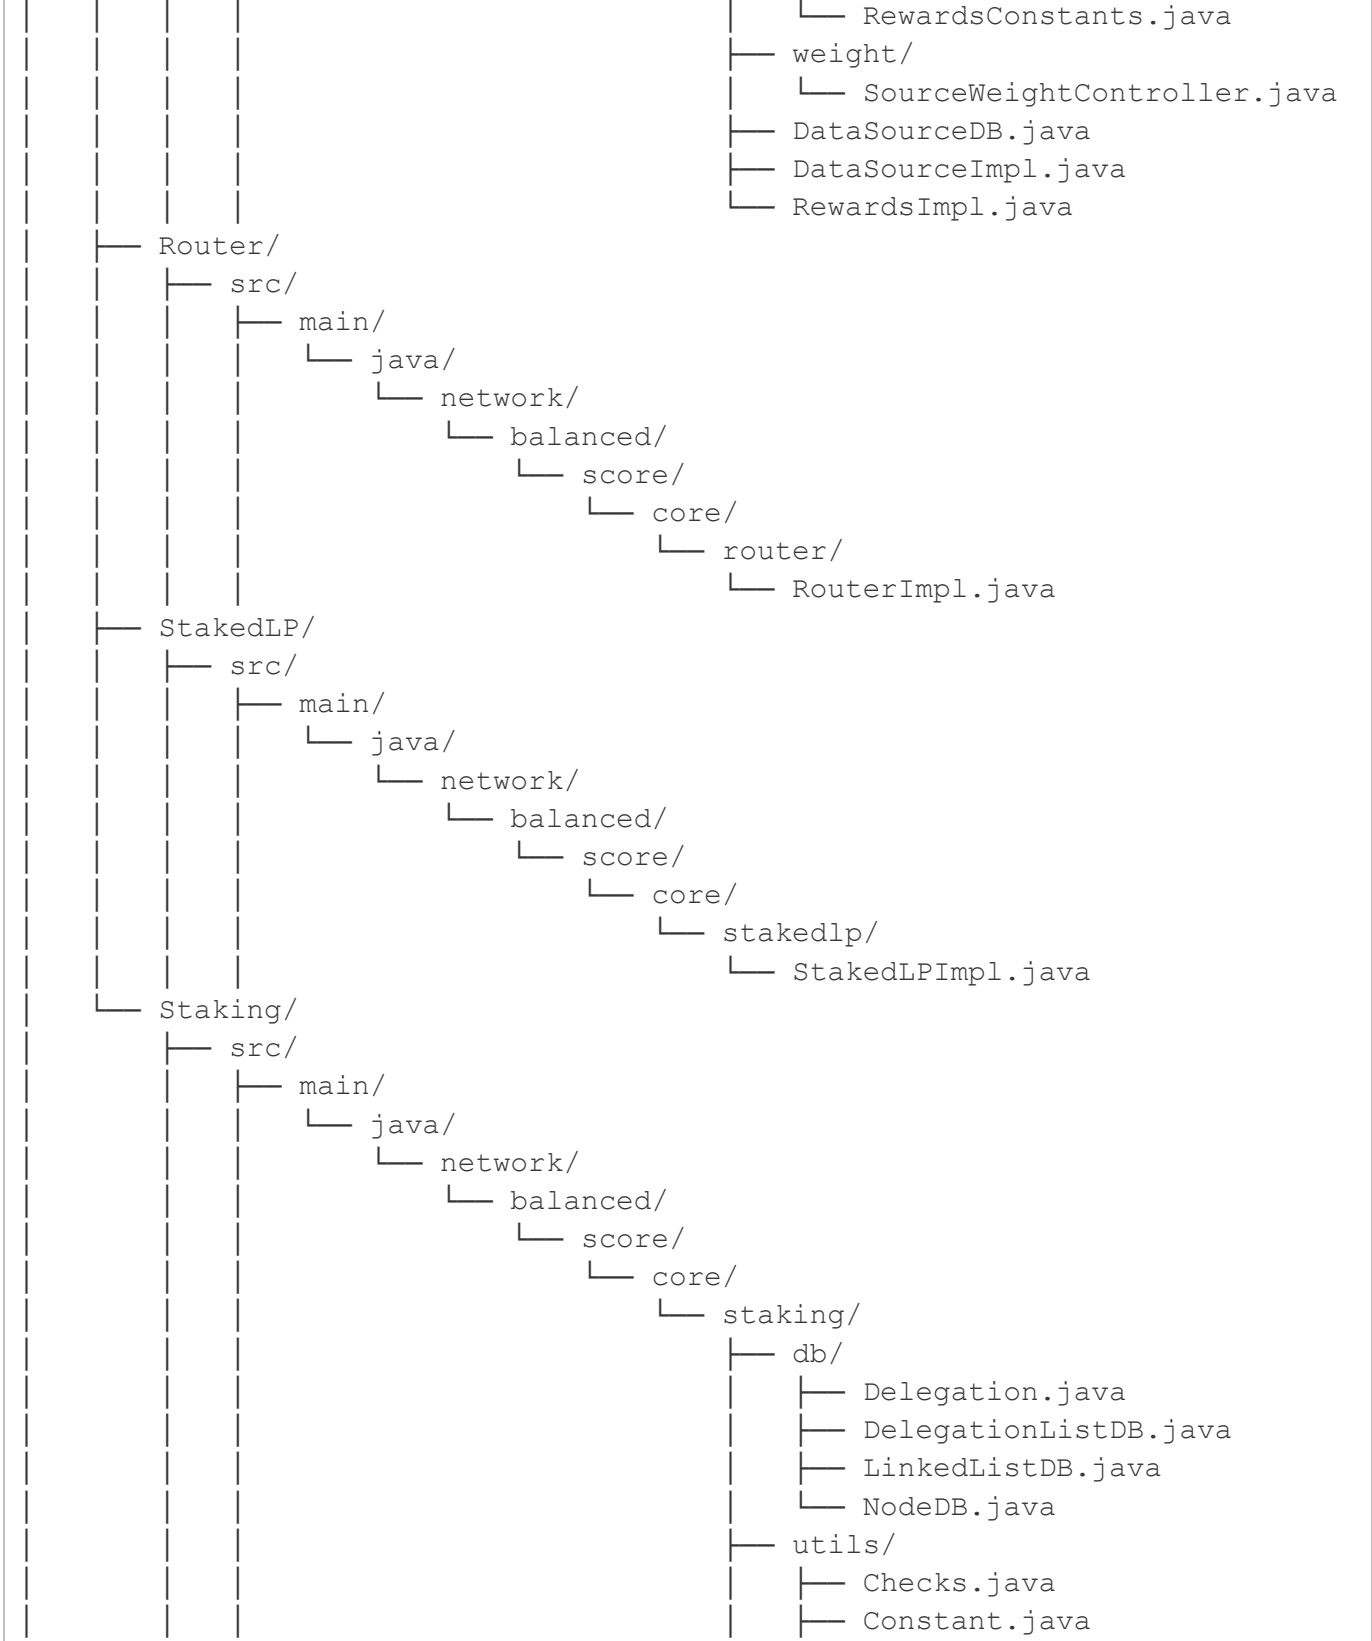 │   │   │   │                           │   └── RewardsConstants.java
│   │   │   │                           ├── weight/
│   │   │   │                           │   └── SourceWeightController.java
│   │   │   │                           ├── DataSourceDB.java
│   │   │   │                           ├── DataSourceImpl.java
│   │   │   │                           └── RewardsImpl.java
│   ├── Router/
│   │   ├── src/
│   │   │   ├── main/
│   │   │   │   └── java/
│   │   │   │       └── network/
│   │   │   │           └── balanced/
│   │   │   │               └── score/
│   │   │   │                   └── core/
│   │   │   │                       └── router/
│   │   │   │                           └── RouterImpl.java
│   ├── StakedLP/
│   │   ├── src/
│   │   │   ├── main/
│   │   │   │   └── java/
│   │   │   │       └── network/
│   │   │   │           └── balanced/
│   │   │   │               └── score/
│   │   │   │                   └── core/
│   │   │   │                       └── stakedlp/
│   │   │   │                           └── StakedLPImpl.java
│   └── Staking/
│       ├── src/
│       │   ├── main/
│       │   │   └── java/
│       │   │       └── network/
│       │   │           └── balanced/
│       │   │               └── score/
│       │   │                   └── core/
│       │   │                       └── staking/
│       │   │                           ├── db/
│       │   │                           │   ├── Delegation.java
│       │   │                           │   ├── DelegationListDB.java
│       │   │                           │   ├── LinkedListDB.java
│       │   │                           │   └── NodeDB.java
│       │   │                           ├── utils/
│       │   │                           │   ├── Checks.java
│       │   │                           │   ├── Constant.java